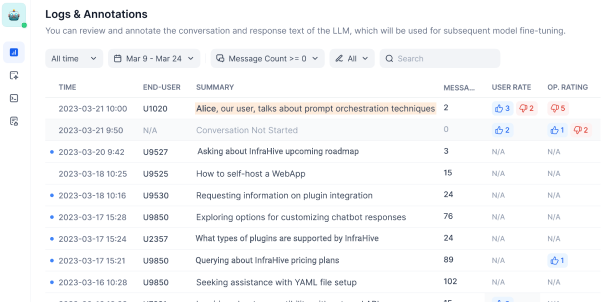 Logs & Annotations
You can review and annotate the conversation and response text of the LLM, which will be used for subsequent model fine-tuning.
All time Mar 9 - Mar 24 Message Count >= 0 All Search
TIME END-USER SUMMARY MESSA... USER RATE OP. RATING
2023-03-21 10:00 U1020 Alice, our user, talks about prompt orchestration techniques 2 3 2 5
2023-03-21 9:50 N/A Conversation Not Started 0 2 1 2
2023-03-20 9:42 U9527 Asking about InfraHive upcoming roadmap 3 N/A N/A
2023-03-18 10:25 U9525 How to self-host a WebApp 15 N/A N/A
2023-03-18 10:16 U9530 Requesting information on plugin integration 24 N/A N/A
2023-03-17 15:28 U9850 Exploring options for customizing chatbot responses 76 N/A N/A
2023-03-17 15:24 U2357 What types of plugins are supported by InfraHive 24 N/A N/A
2023-03-17 15:21 U9850 Querying about InfraHive pricing plans 89 N/A 1
2023-03-16 10:28 U9850 Seeking assistance with YAML file setup 102 N/A N/A